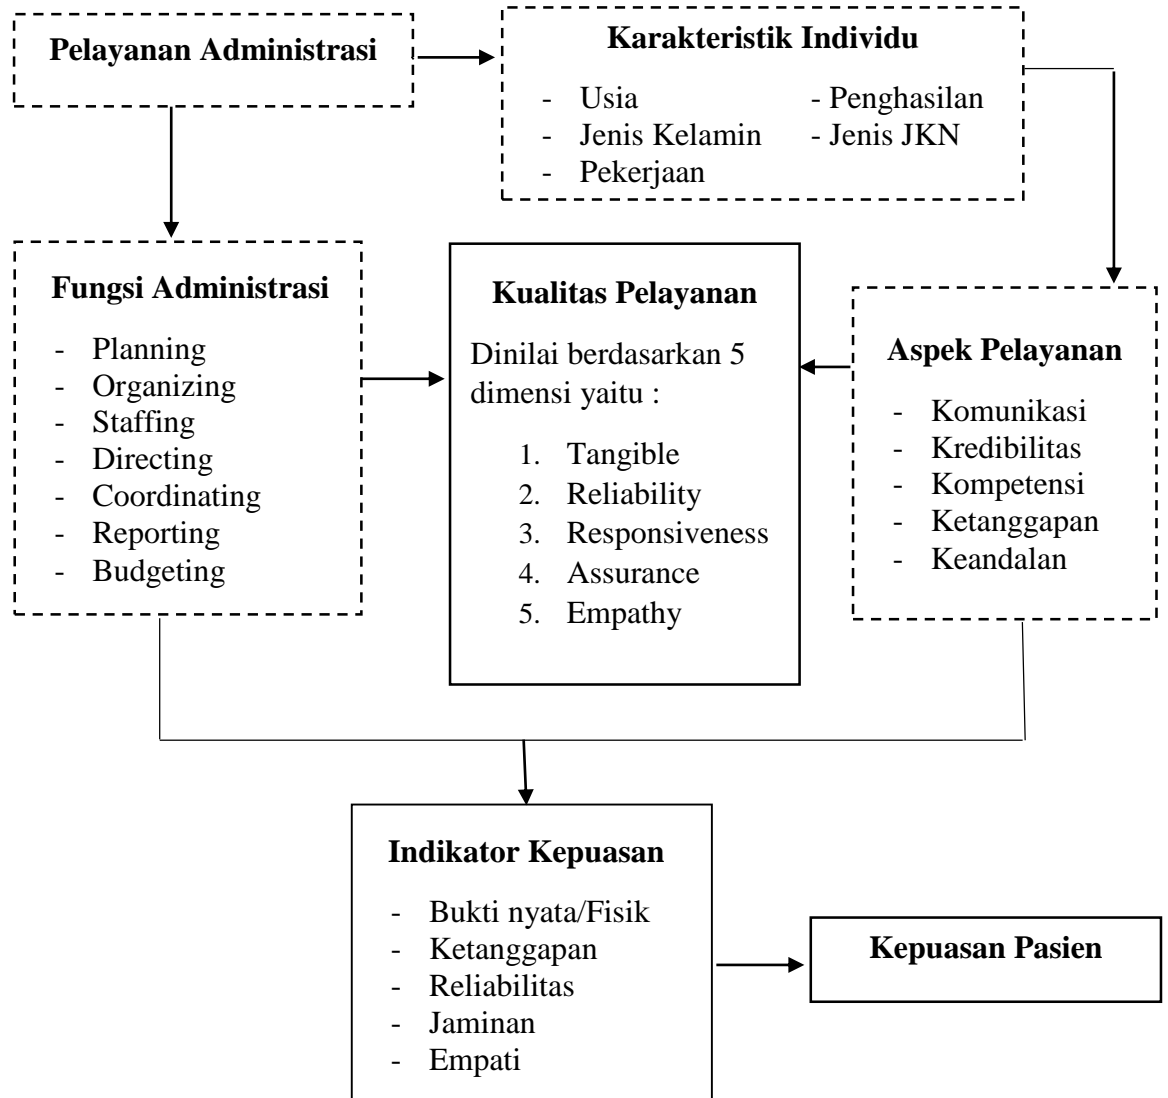 Pelayanan Administrasi
Karakteristik Individu
- Usia
- Jenis Kelamin
- Pekerjaan
- Penghasilan
- Jenis JKN
Fungsi Administrasi
- Planning
- Organizing
- Staffing
- Directing
- Coordinating
- Reporting
- Budgeting
Kualitas Pelayanan
Dinilai berdasarkan 5
dimensi yaitu :
1. Tangible
2. Reliability
3. Responsiveness
4. Assurance
5. Empathy
Aspek Pelayanan
- Komunikasi
- Kredibilitas
- Kompetensi
- Ketanggapan
- Keandalan
Indikator Kepuasan
- Bukti nyata/Fisik
- Ketanggapan
- Reliabilitas
- Jaminan
- Empati
Kepuasan Pasien